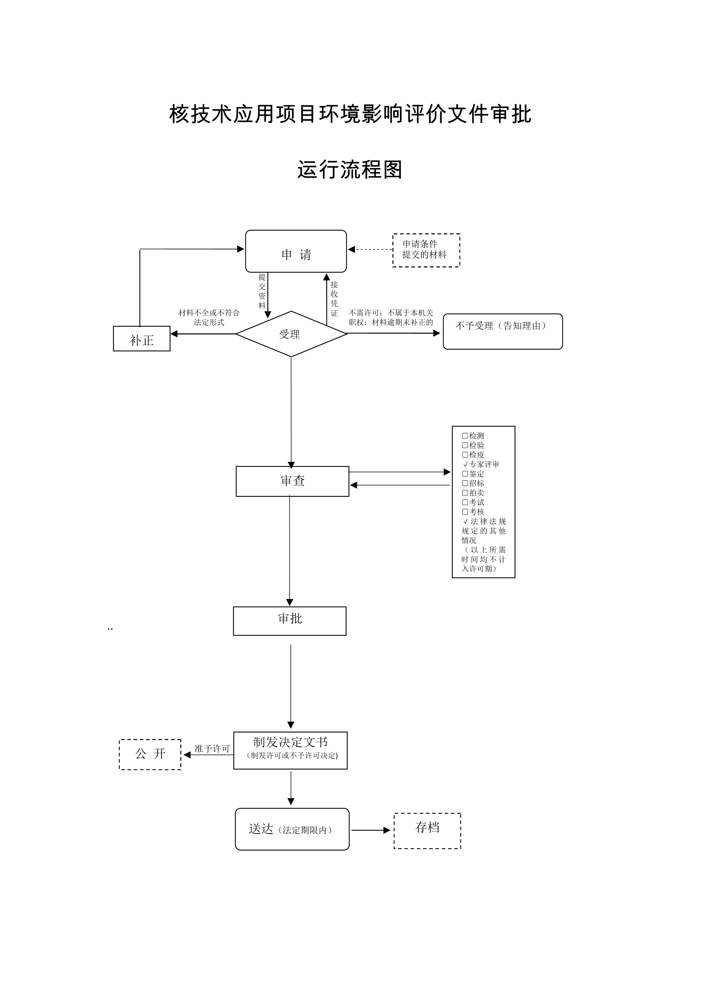 核技术应用项目环境影响评价文件审批
运行流程图
申 请
申请条件
提交的材料
提交资料
接收凭证
材料不全或不符合
法定形式
不需许可：不属于本机关
职权：材料逾期未补正的
不予受理（告知理由）
补正
受理
□检测
□检验
□检疫
√专家评审
□鉴定
□招标
□拍卖
□考试
□考核
√法律法规
规定的其他
情况
（以上所需
时间均不计
入许可期）
审查
审批
..
制发决定文书
（制发许可或不予许可决定)
准予许可
公 开
送达（法定期限内）
存档